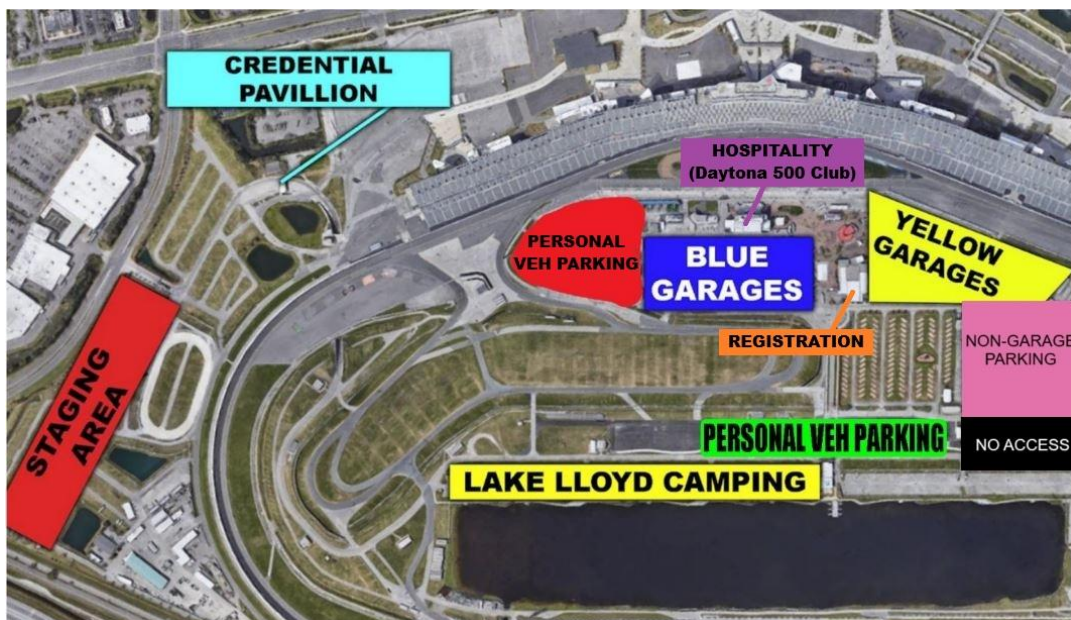 CREDENTIAL
PAVILLION
HOSPITALITY
(Daytona 500 Club)
PERSONAL
VEH PARKING
BLUE
GARAGES
YELLOW
GARAGES
REGISTRATION
NON-GARAGE
PARKING
STAGING
AREA
PERSONAL VEH PARKING
NO ACCESS
LAKE LLOYD CAMPING